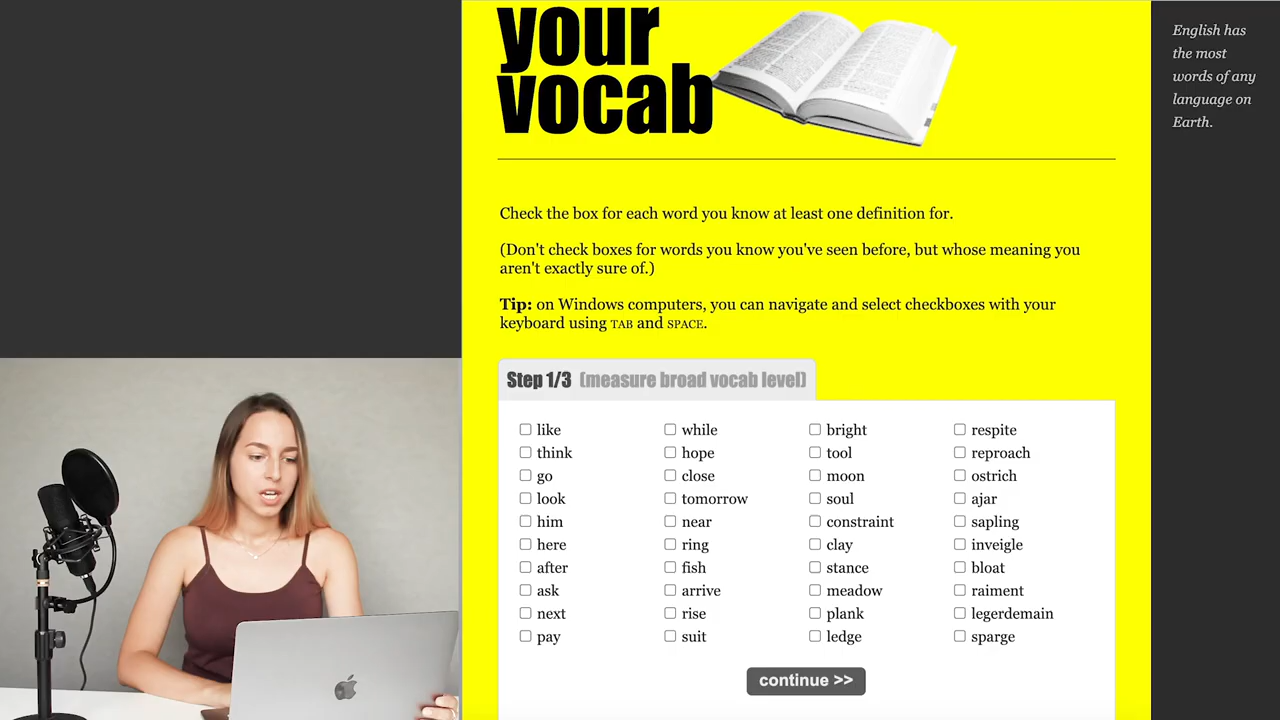 your
vocab
English has
the most
words of any
language on
Earth.
Check the box for each word you know at least one definition for.
(Don't check boxes for words you know you've seen before, but whose meaning you
aren't exactly sure of.)
Tip: on Windows computers, you can navigate and select checkboxes with your
keyboard using TAB and SPACE.
Step 1/3 (measure broad vocab level)
like while bright respite
think hope tool reproach
go close moon ostrich
look tomorrow soul ajar
him near constraint sapling
here ring clay inveigle
after fish stance bloat
ask arrive meadow raiment
next rise plank legerdemain
pay suit ledge sparge
continue >>